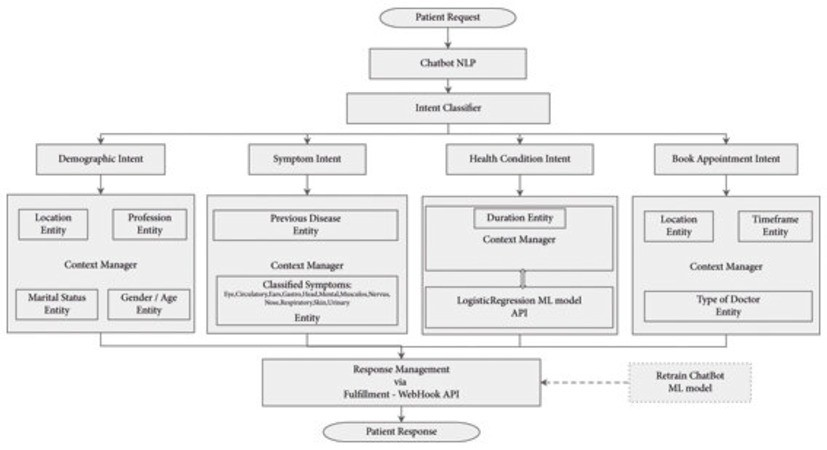 Patient Request
Chatbot NLP
Intent Classifier
Demographic Intent
Symptom Intent
Health Condition Intent
Book Appointment Intent
Location
Entity
Profession
Entity
Context Manager
Marital Status
Entity
Gender / Age
Entity
Previous Disease
Entity
Context Manager
Classified Symptoms:
Eye,Circulatory,Ears,Gastro,Head,Mental,Musculos,Nervus,
Nose,Respiratory,Skin,Urinary
Entity
Duration Entity
Context Manager
LogisticRegression ML model
API
Location
Entity
Timeframe
Entity
Context Manager
Type of Doctor
Entity
Response Management
via
Fulfillment - WebHook API
Retrain ChatBot
ML model
Patient Response